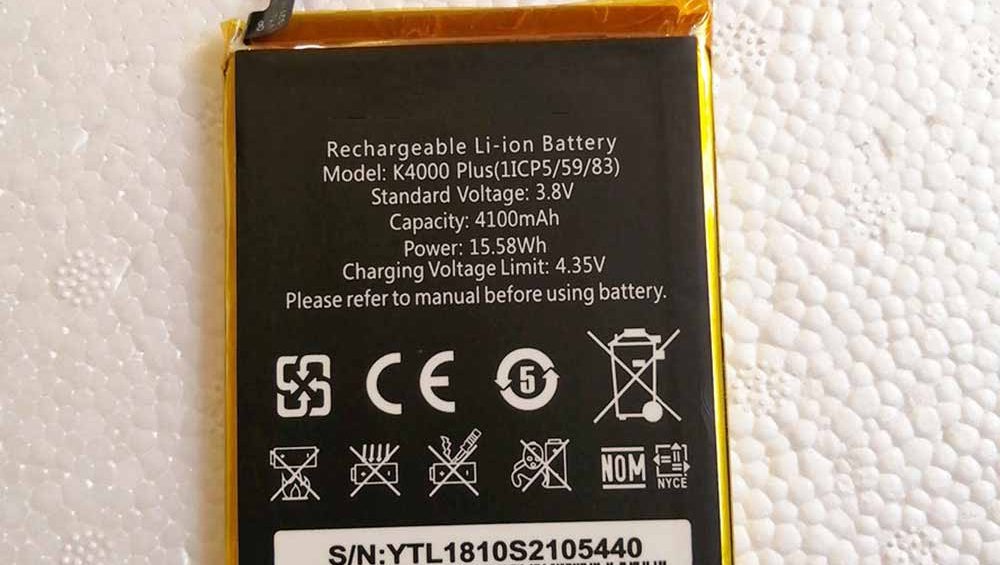 Rechargeable Li-ion Battery
Model: K4000 Plus(1ICP5/59/83)
Standard Voltage: 3.8V
Capacity: 4100mAh
Power: 15.58Wh
Charging Voltage Limit: 4.35V
Please refer to manual before using battery.
CE 5
NOM NYCE
S/N:YTL1810S2105440